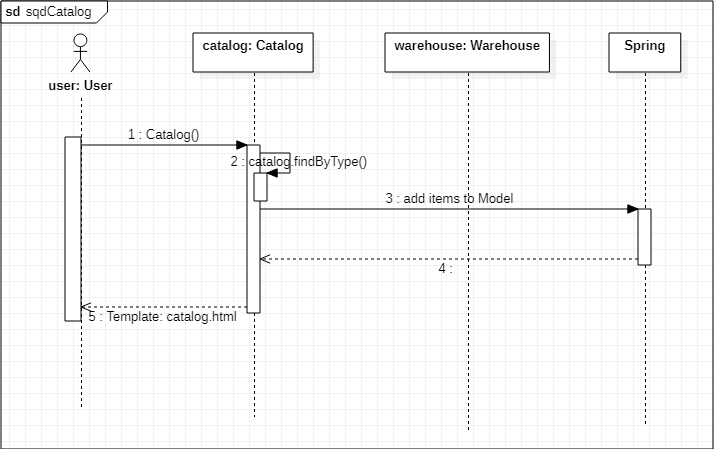 sd sqdCatalog
user: User
catalog: Catalog
warehouse: Warehouse
Spring
1 : Catalog()
2 : catalog.findByType()
3 : add items to Model
4 :
5 : Template: catalog.html